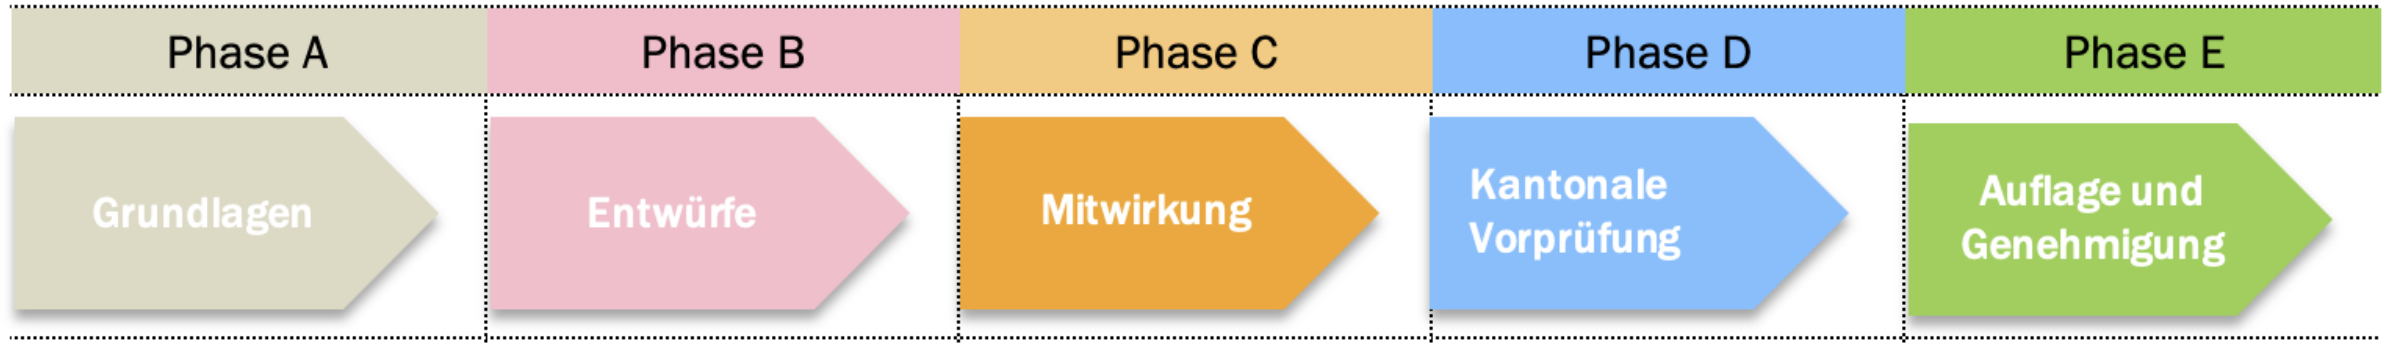 Phase A
Phase B
Phase C
Phase D
Phase E
Grundlagen
Entwürfe
Mitwirkung
Kantonale
Vorprüfung
Auflage und
Genehmigung